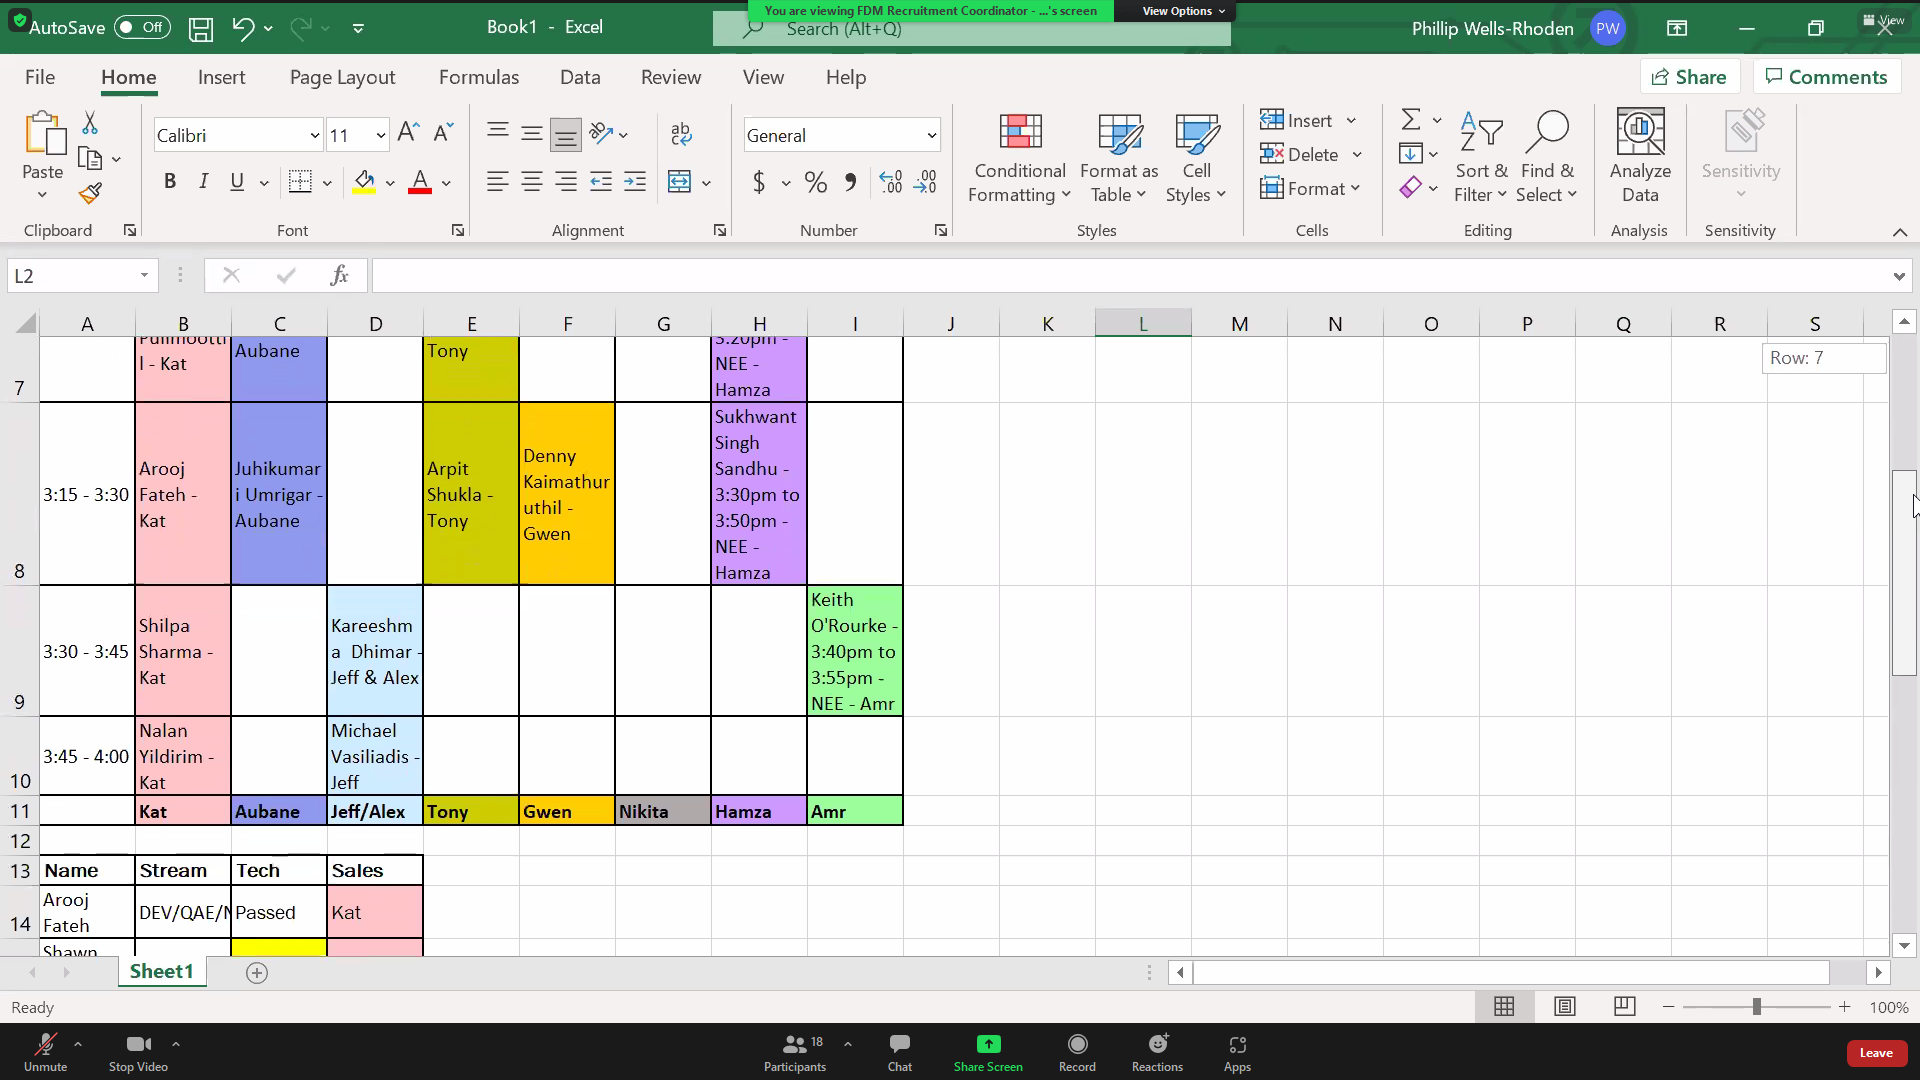 You are viewing FDM Recruitment Coordinator - ...'s screen
View Options
AutoSave
Off
Book1 - Excel
Search (Alt+Q)
Phillip Wells-Rhoden
PW
View
File
Home
Insert
Page Layout
Formulas
Data
Review
View
Help
Share
Comments
Paste
Clipboard
Calibri
11
B I U
Font
ab
Alignment
General
$ % ,
Number
Conditional
Formatting
Format as
Table
Cell
Styles
Styles
Insert
Delete
Format
Cells
Sort &
Filter
Find &
Select
Editing
Analyze
Data
Analysis
Sensitivity
Sensitivity
L2
fx
A B C D E F G H I J K L M N O P Q R S
Row: 7
7
l - Kat
Aubane
Tony
3:20pm -
NEE -
Hamza
8
3:15 - 3:30
Arooj
Fateh -
Kat
Juhikumar
i Umrigar -
Aubane
Arpit
Shukla -
Tony
Denny
Kaimathur
uthil -
Gwen
Sukhwant
Singh
Sandhu -
3:30pm to
3:50pm -
NEE -
Hamza
9
3:30 - 3:45
Shilpa
Sharma -
Kat
Kareeshm
a Dhimar -
Jeff & Alex
Keith
O'Rourke -
3:40pm to
3:55pm -
NEE - Amr
10
3:45 - 4:00
Nalan
Yildirim -
Kat
Michael
Vasiliadis -
Jeff
11
Kat
Aubane
Jeff/Alex
Tony
Gwen
Nikita
Hamza
Amr
12
13
Name
Stream
Tech
Sales
14
Arooj
Fateh
DEV/QAE/N
Passed
Kat
Shawn
Sheet1
Ready
100%
Unmute
Stop Video
18
Participants
Chat
Share Screen
Record
Reactions
Apps
Leave